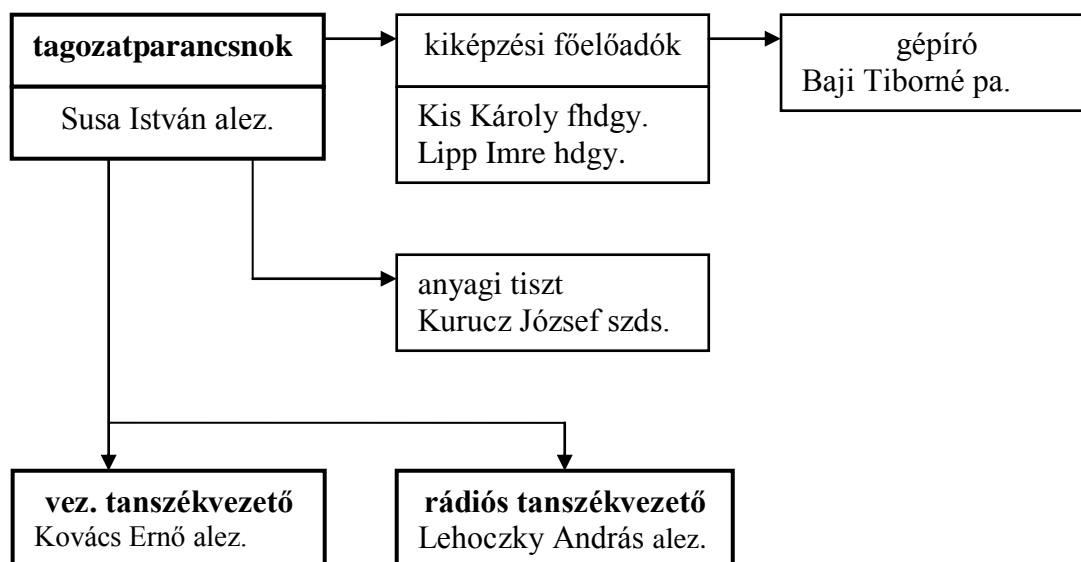 tagozatparancsnok
Susa István alez.
kiképzési főelőadók
Kis Károly fhdgy.
Lipp Imre hdgy.
gépíró
Baji Tiborné pa.
anyagi tiszt
Kurucz József szds.
vez. tanszékvezető
Kovács Ernő alez.
rádiós tanszékvezető
Lehoczky András alez.